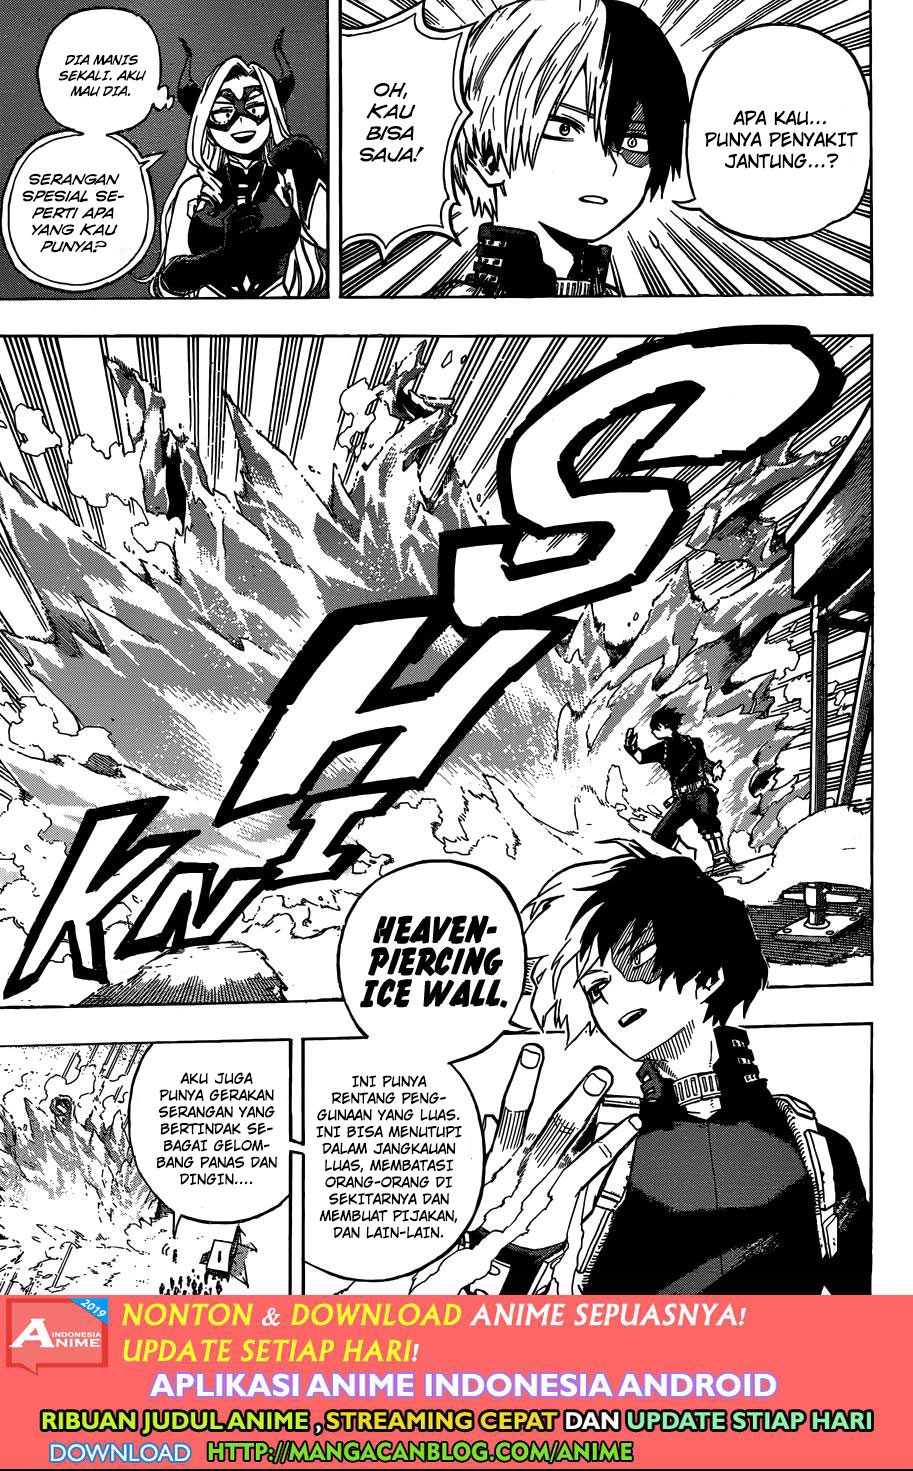 APA KAU...
PUNYA PENYAKIT
JANTUNG...?
OH,
KAU
BISA
SAJA!
DIA MANIS
SEKALI. AKU
MAU DIA.
SERANGAN
SPESIAL SE-
PERTI APA
YANG KAU
PUNYA?
SHINK
HEAVEN-
PIERCING
ICE WALL.
INI PUNYA
RENTANG PENG-
GUNAAN YANG LUAS.
INI BISA MENUTUPI
DALAM JANGKAUAN
LUAS, MEMBATASI
ORANG-ORANG DI
SEKITARNYA DAN
MEMBUAT PIJAKAN,
DAN LAIN-LAIN.
AKU JUGA
PUNYA GERAKAN
SERANGAN YANG
BERTINDAK SE-
BAGAI GELOM-
BANG PANAS DAN
DINGIN....
2019
INDONESIA
ANIME
NONTON & DOWNLOAD ANIME SEPUASNYA!
UPDATE SETIAP HARI!
APLIKASI ANIME INDONESIA ANDROID
RIBUAN JUDUL ANIME , STREAMING CEPAT DAN UPDATE STIAP HARI
DOWNLOAD HTTP://MANGACANBLOG.COM/ANIME